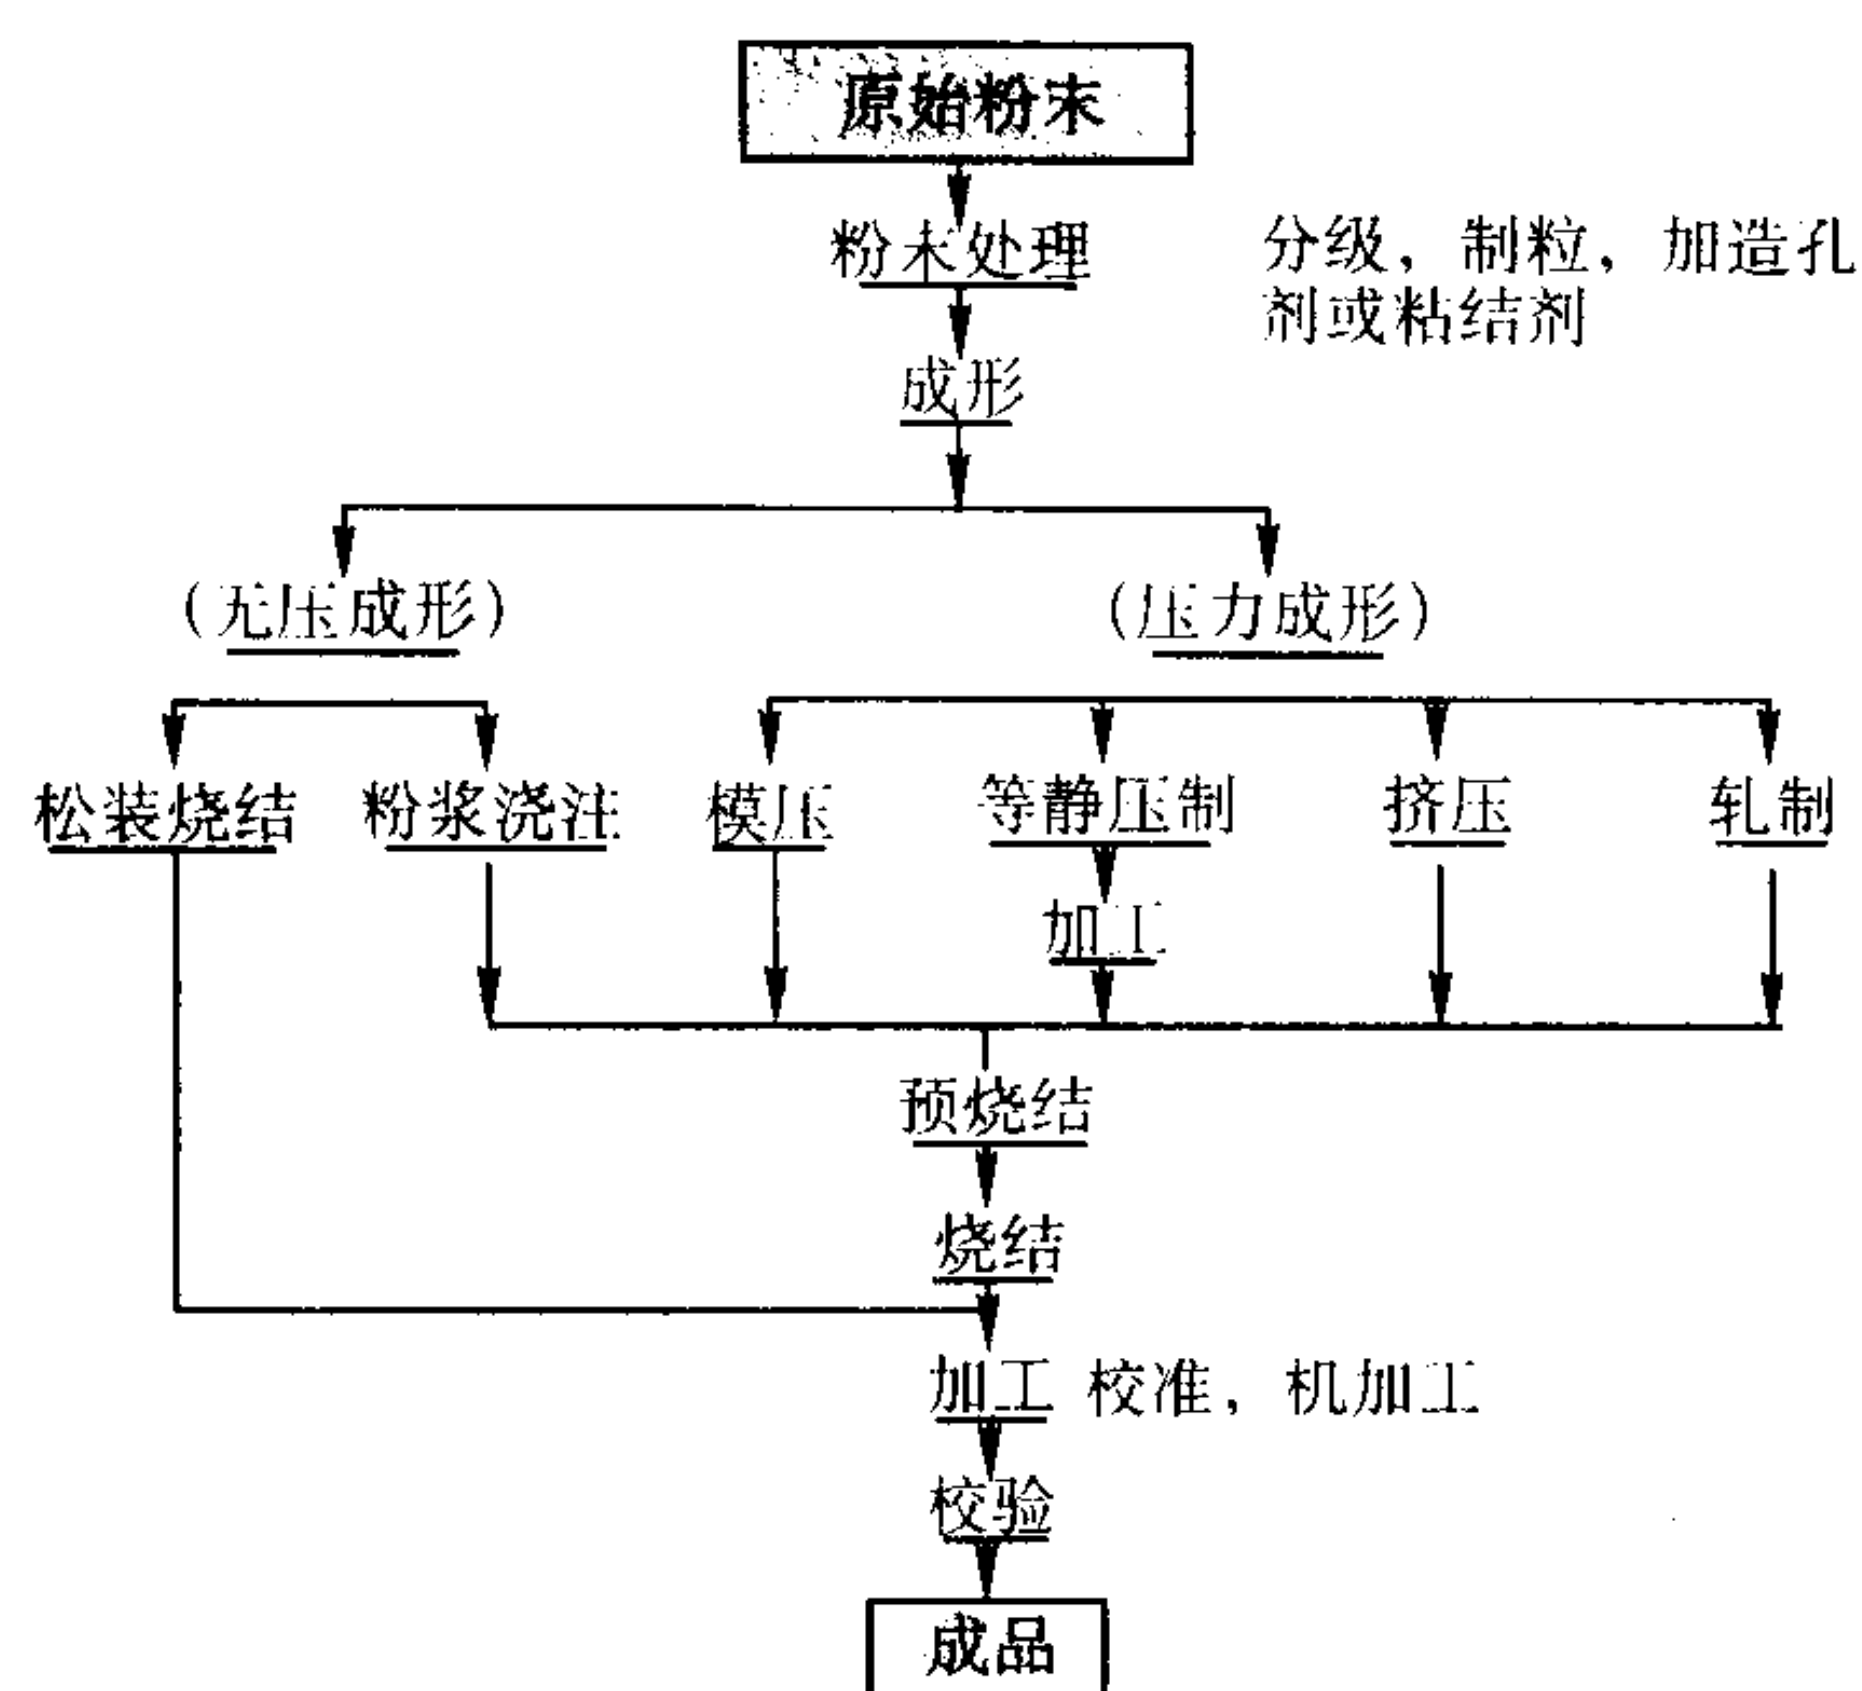 原始粉末
粉末处理
分级，制粒，加造孔
剂或粘结剂
成形
（无压成形）
（压力成形）
松装烧结
粉浆浇注
模压
等静压制
挤压
轧制
加工
预烧结
烧结
加工 校准，机加工
校验
成品